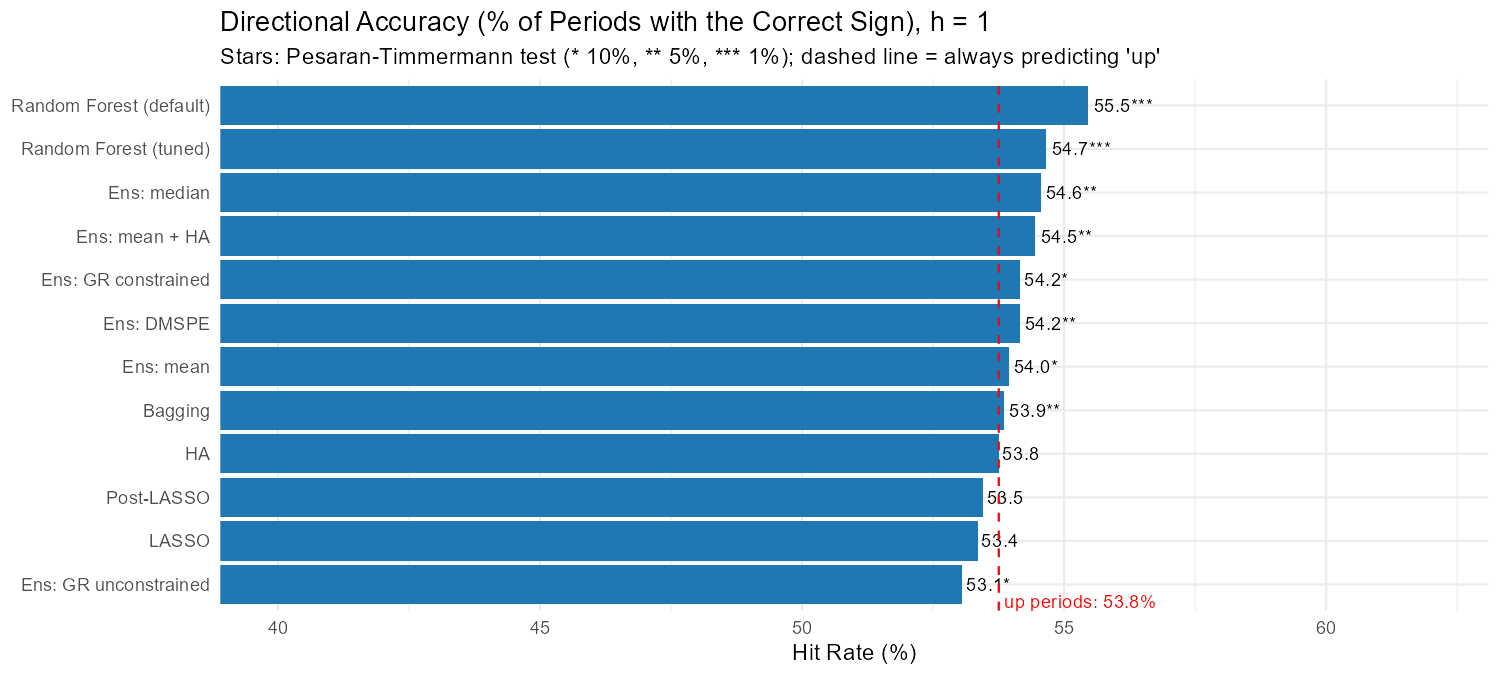 Directional Accuracy (% of Periods with the Correct Sign), h = 1
Stars: Pesaran-Timmermann test (* 10%, ** 5%, *** 1%); dashed line = always predicting 'up'
Random Forest (default) 55.5***
Random Forest (tuned) 54.7***
Ens: median 54.6**
Ens: mean + HA 54.5**
Ens: GR constrained 54.2*
Ens: DMSPE 54.2**
Ens: mean 54.0*
Bagging 53.9**
HA 53.8
Post-LASSO 53.5
LASSO 53.4
Ens: GR unconstrained 53.1*
up periods: 53.8%
40 45 50 55 60
Hit Rate (%)